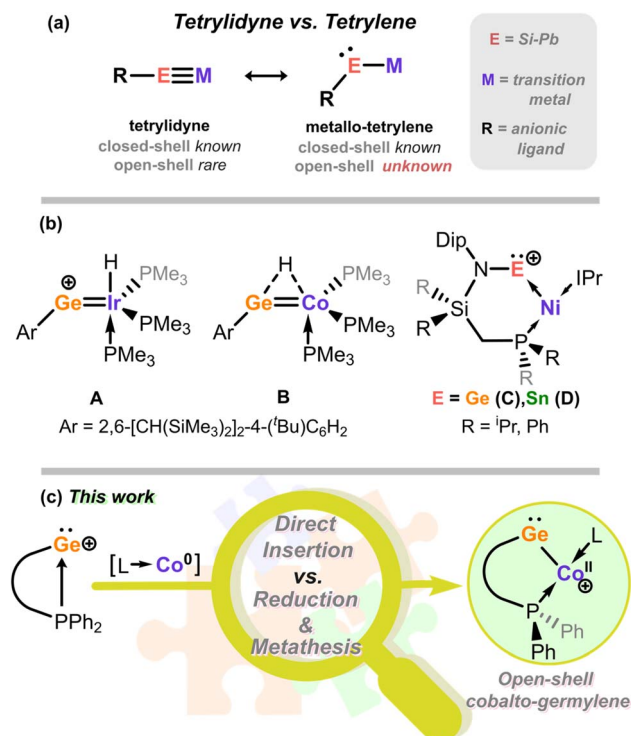 (a)
Tetrylidyne vs. Tetrylene
R—E≡M
E—M
R
tetrylidyne
closed-shell known
open-shell rare
metallo-tetrylene
closed-shell known
open-shell unknown
E = Si-Pb
M = transition
metal
R = anionic
ligand
(b)
H
⊕
Ge=Ir
PMe3
PMe3
PMe3
Ar
A
H
Ge=Co
PMe3
PMe3
PMe3
Ar
B
Dip
N—E ⊕
IPr
Ni
R
Si
R
P
R
R
E = Ge (C),Sn (D)
R = iPr, Ph
Ar = 2,6-[CH(SiMe3)2]2-4-(tBu)C6H2
(c) This work
Ge ⊕
PPh2
[L→Co0]
Direct
Insertion
vs.
Reduction
&
Metathesis
Ge
L
CoII
⊕
P
Ph
Ph
Open-shell
cobalto-germylene